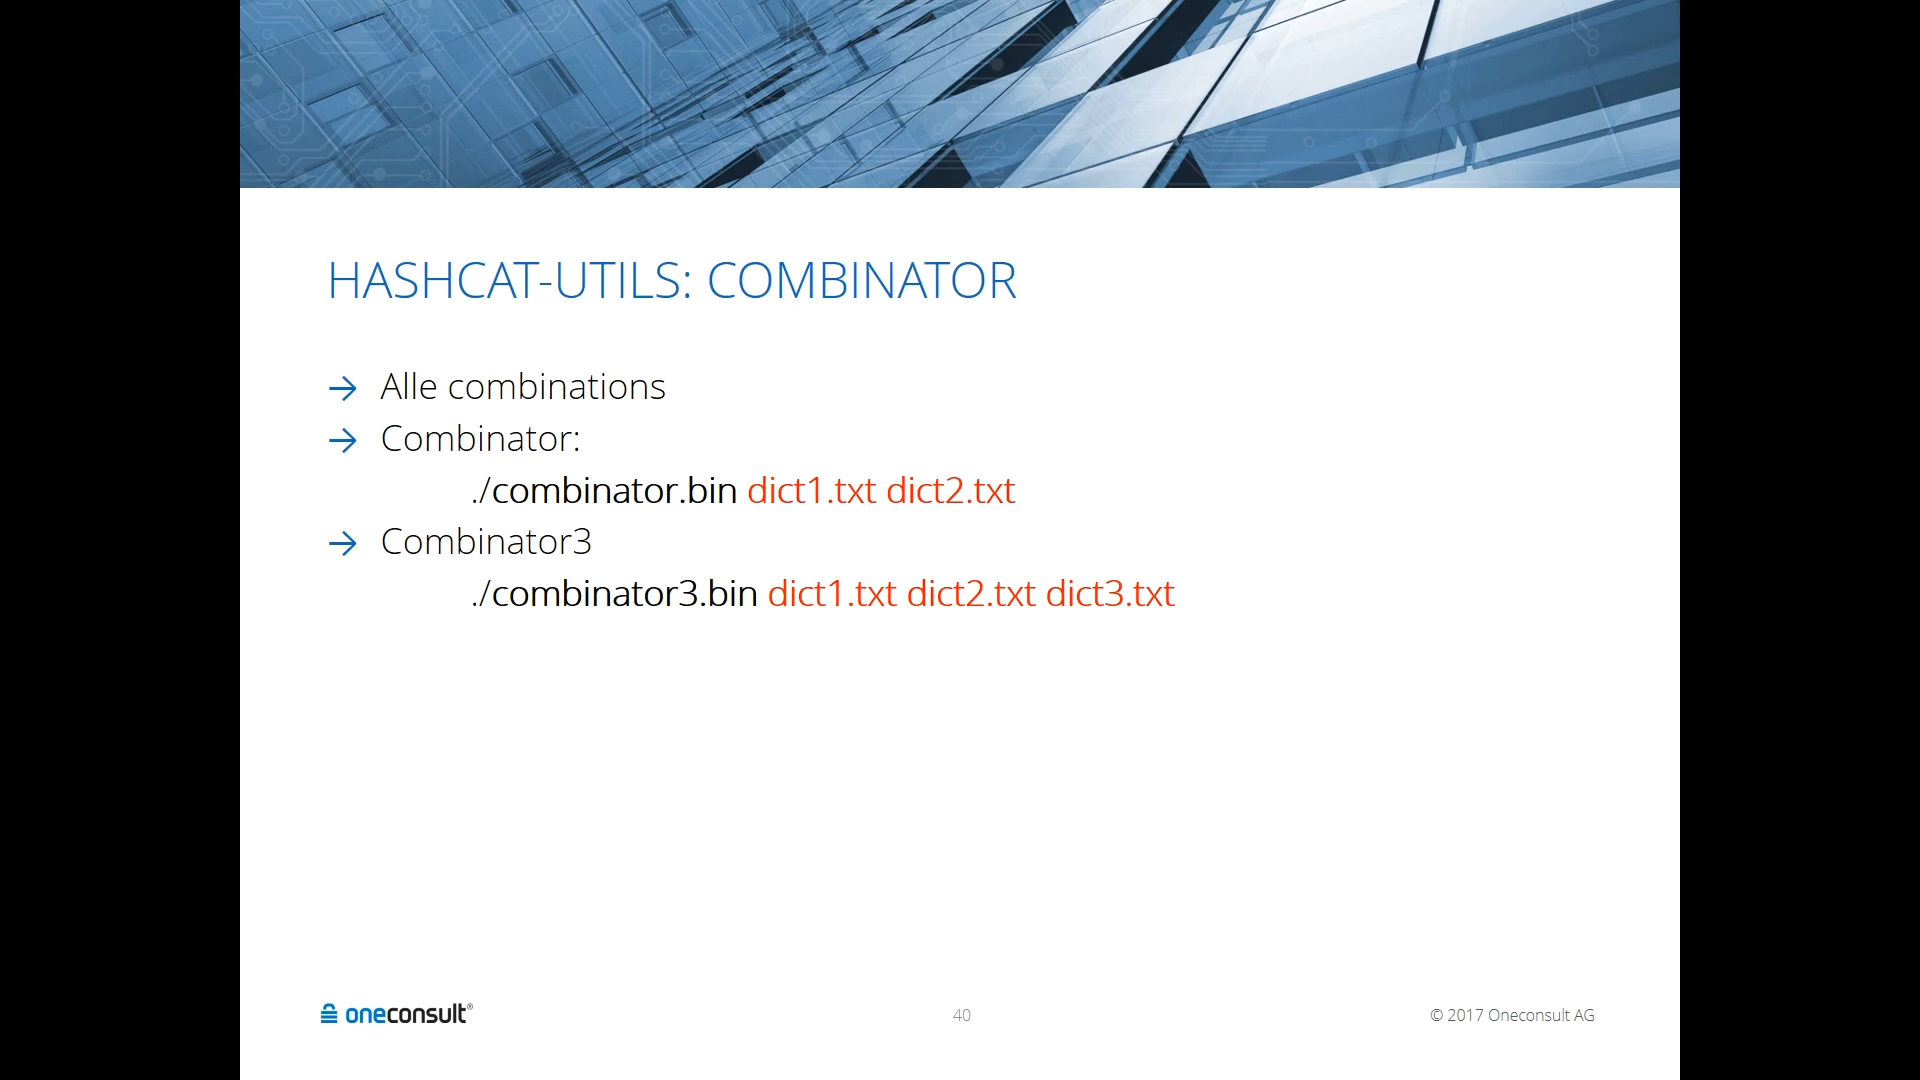 HASHCAT-UTILS: COMBINATOR
→ Alle combinations
→ Combinator:
./combinator.bin dict1.txt dict2.txt
→ Combinator3
./combinator3.bin dict1.txt dict2.txt dict3.txt
oneconsult®
40
© 2017 Oneconsult AG